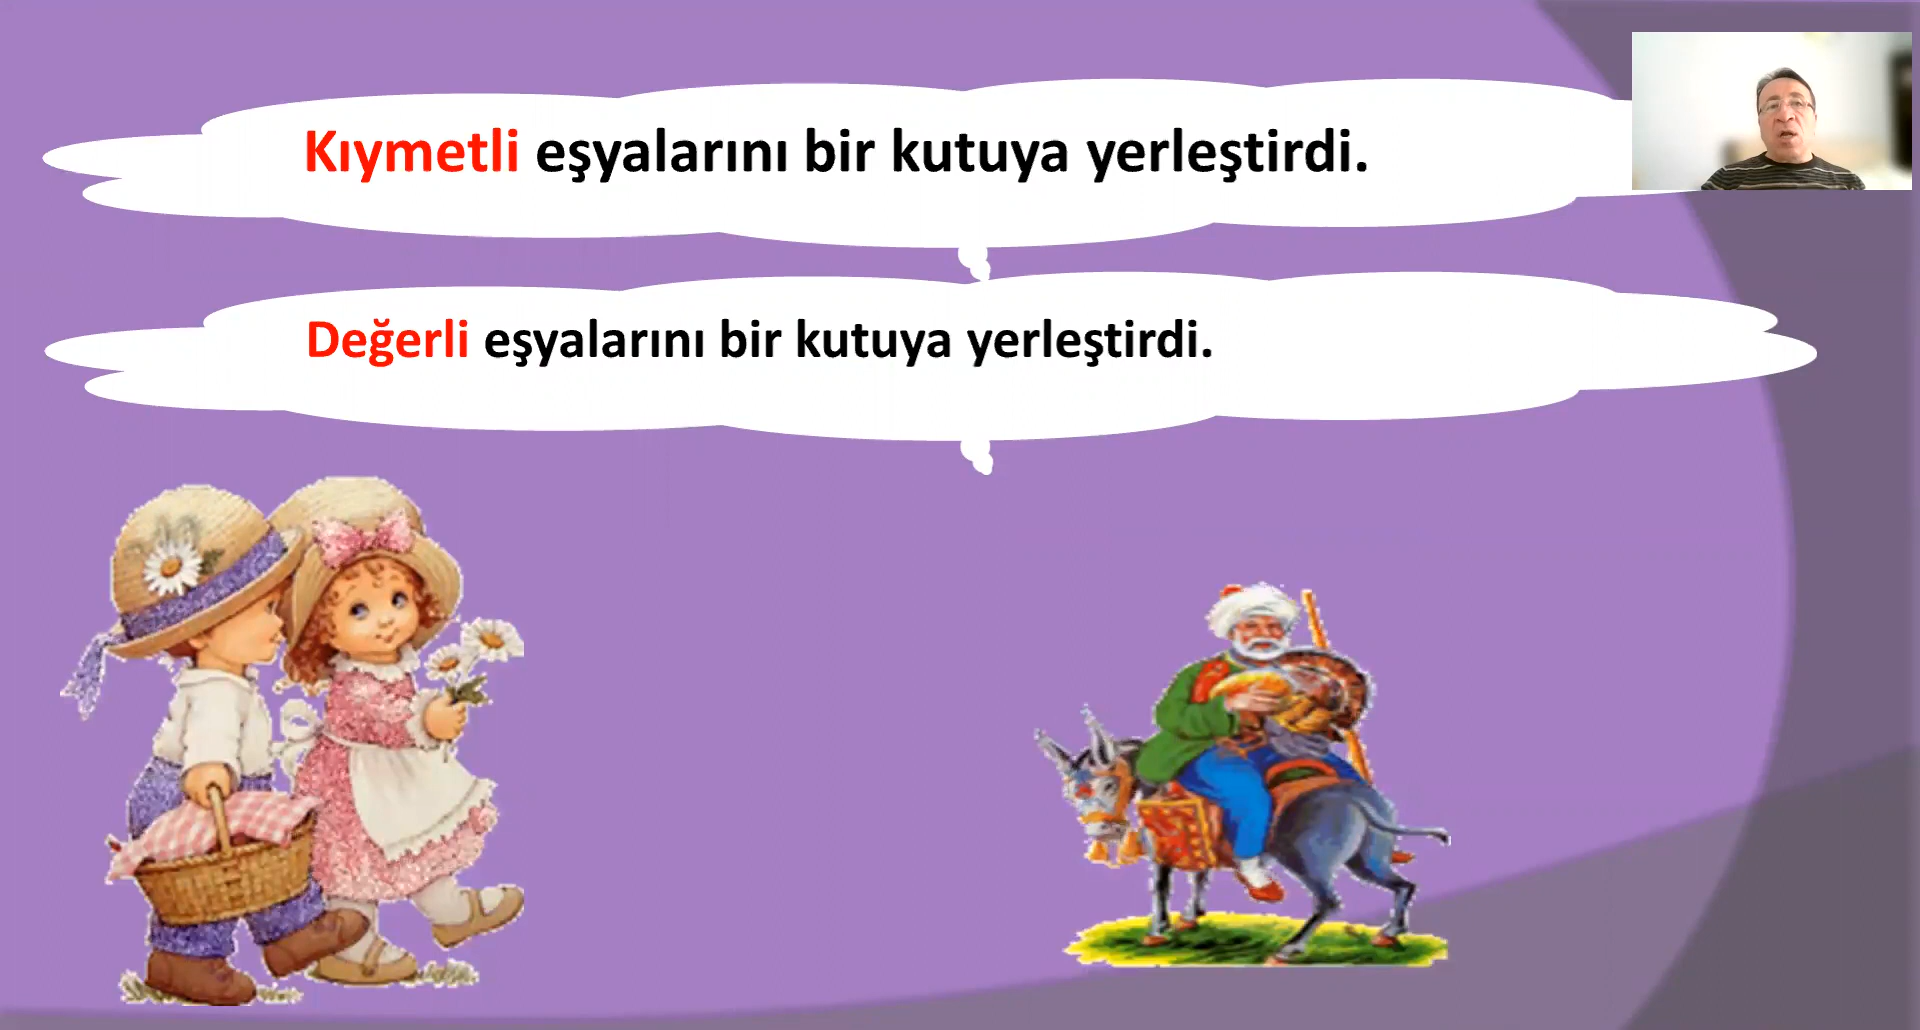 Kıymetli eşyalarını bir kutuya yerleştirdi.
Değerli eşyalarını bir kutuya yerleştirdi.